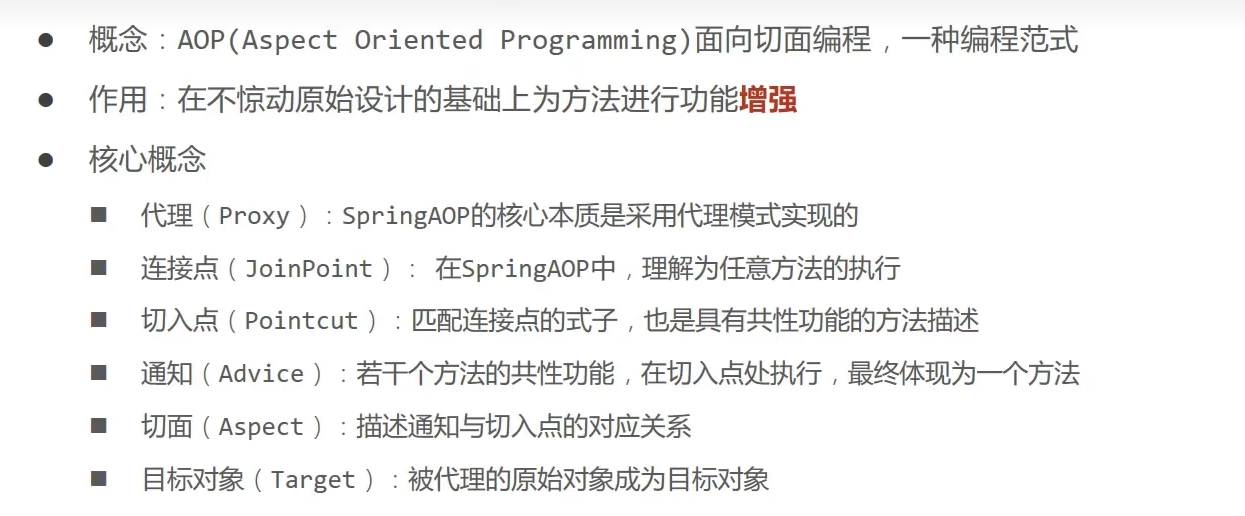 ● 概念：AOP(Aspect Oriented Programming)面向切面编程，一种编程范式
● 作用：在不惊动原始设计的基础上为方法进行功能增强
● 核心概念
■ 代理（Proxy）：SpringAOP的核心本质是采用代理模式实现的
■ 连接点（JoinPoint）： 在SpringAOP中，理解为任意方法的执行
■ 切入点（Pointcut）：匹配连接点的式子，也是具有共性功能的方法描述
■ 通知（Advice）：若干个方法的共性功能，在切入点处执行，最终体现为一个方法
■ 切面（Aspect）：描述通知与切入点的对应关系
■ 目标对象（Target）：被代理的原始对象成为目标对象